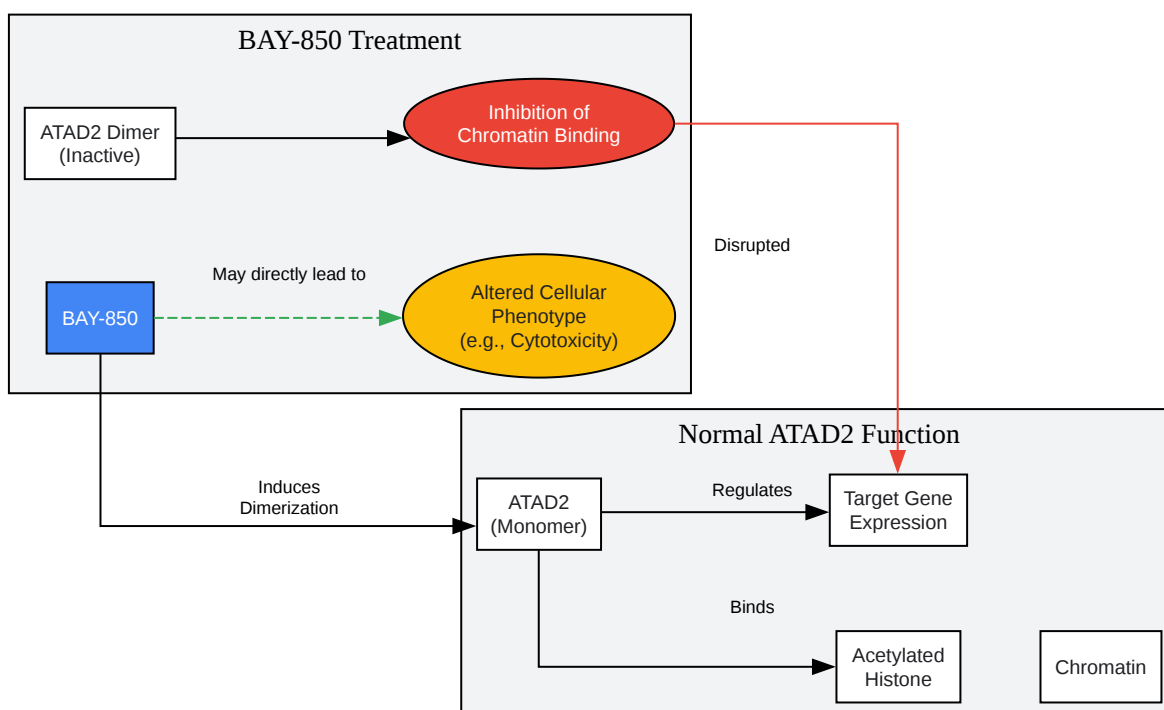 BAY-850 Treatment
ATAD2 Dimer
(Inactive)
Inhibition of
Chromatin Binding
Disrupted
May directly lead to
BAY-850
Altered Cellular
Phenotype
(e.g., Cytotoxicity)
Normal ATAD2 Function
Induces
Dimerization
ATAD2
(Monomer)
Regulates
Target Gene
Expression
Binds
Acetylated
Histone
Chromatin